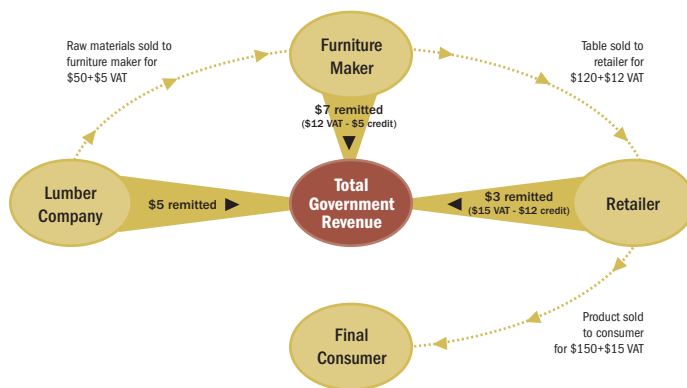 Raw materials sold to
furniture maker for
$50+$5 VAT
Furniture
Maker
Table sold to
retailer for
$120+$12 VAT
$7 remitted
($12 VAT - $5 credit)
Lumber
Company
$5 remitted
Total
Government
Revenue
$3 remitted
($15 VAT - $12 credit)
Retailer
Final
Consumer
Product sold
to consumer
for $150+$15 VAT